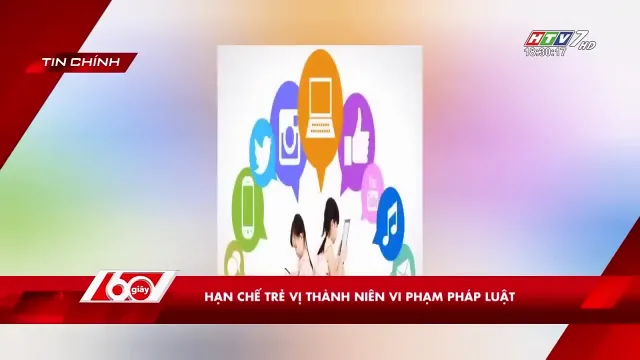 TIN CHÍNH
HTV7 HD
18:30:17
60 giây
HẠN CHẾ TRẺ VỊ THÀNH NIÊN VI PHẠM PHÁP LUẬT
You